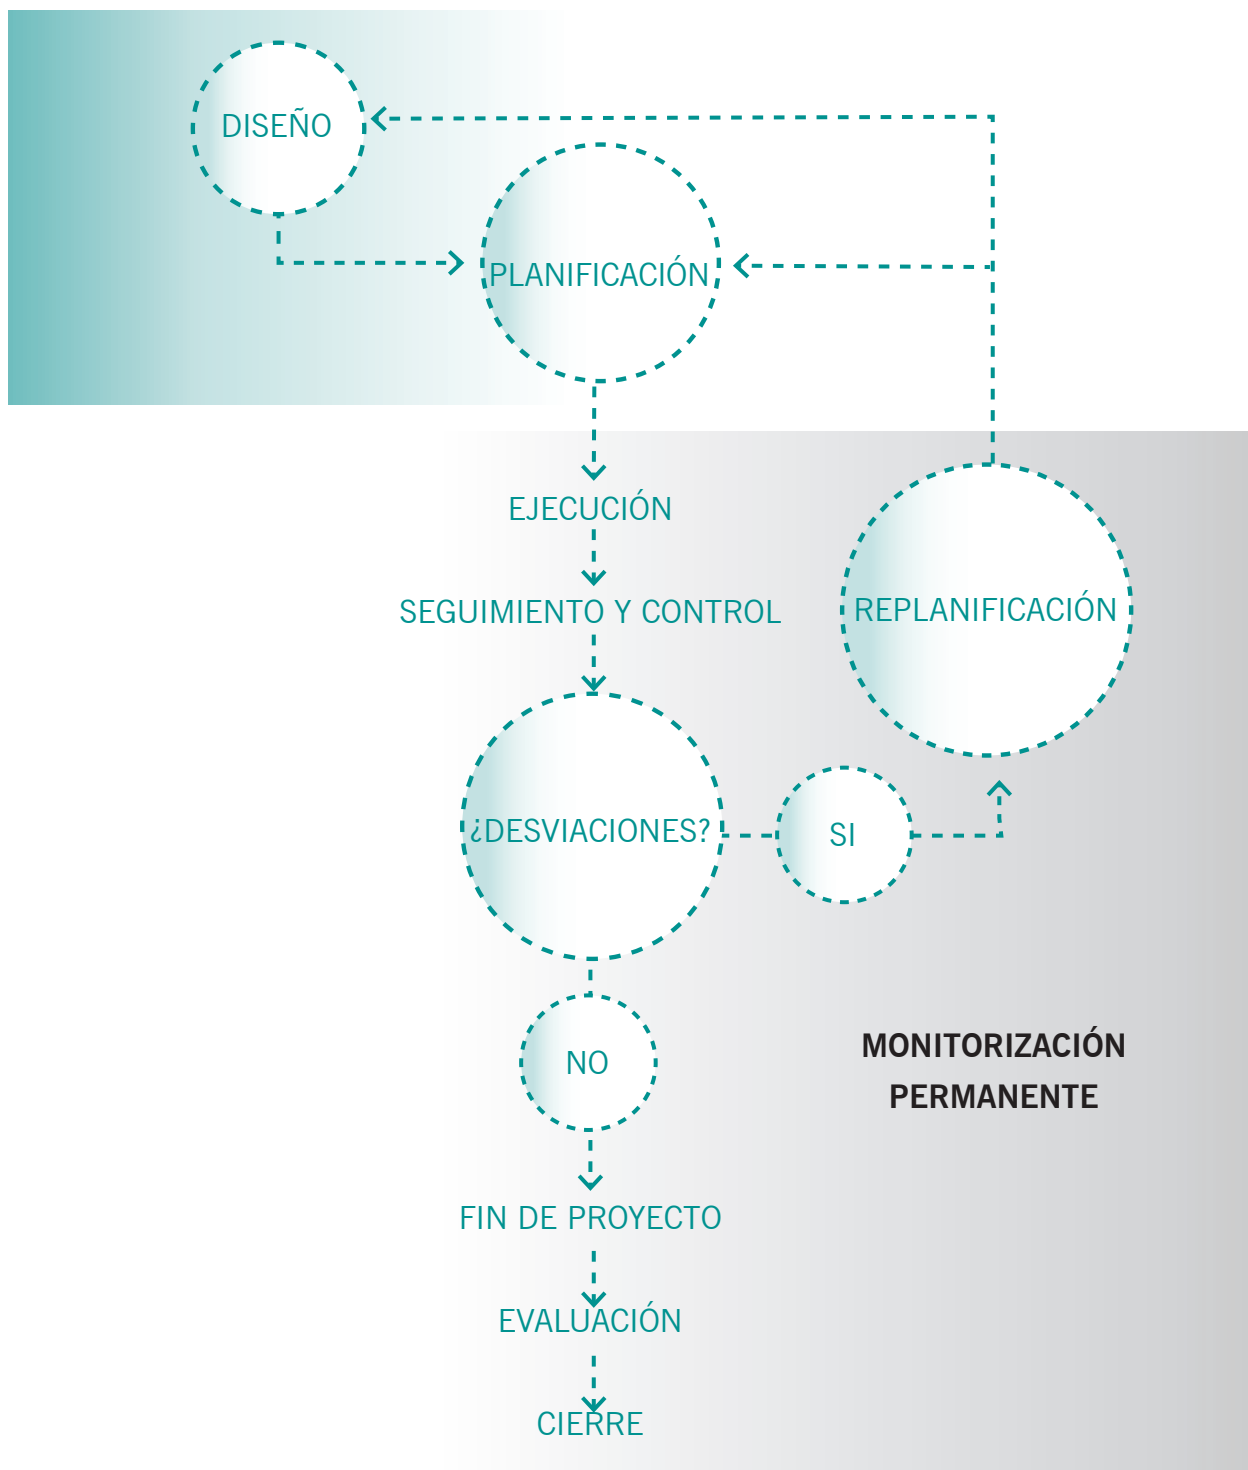 DISEÑO
PLANIFICACIÓN
EJECUCIÓN
SEGUIMIENTO Y CONTROL
REPLANIFICACIÓN
¿DESVIACIONES?
SI
NO
MONITORIZACIÓN
PERMANENTE
FIN DE PROYECTO
EVALUACIÓN
CIERRE